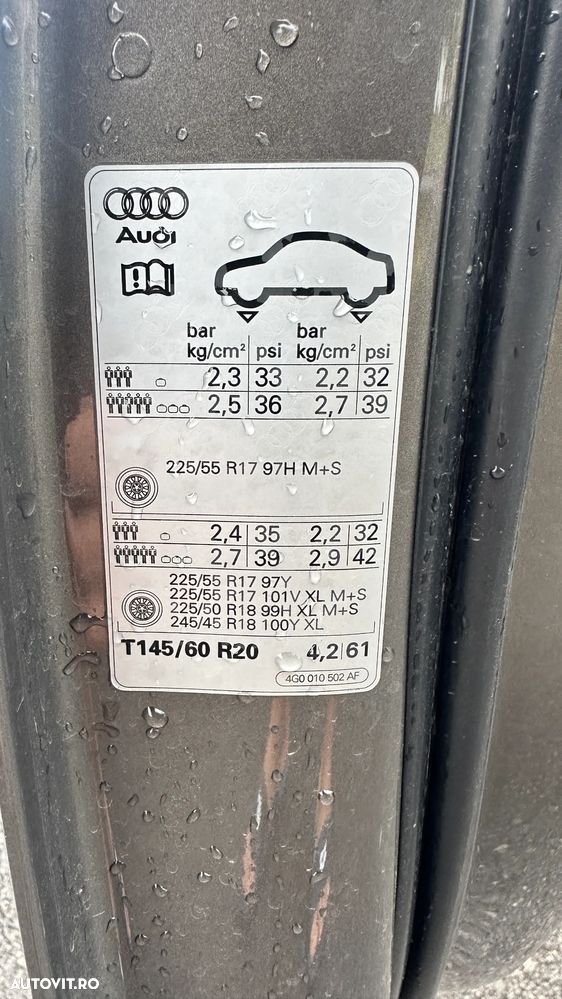 Audi
bar bar
kg/cm² psi kg/cm² psi
2,3 33 2,2 32
2,5 36 2,7 39
225/55 R17 97H M+S
2,4 35 2,2 32
2,7 39 2,9 42
225/55 R17 97Y
225/55 R17 101V XL M+S
225/50 R18 99H XL M+S
245/45 R18 100Y XL
T145/60 R20 4,2 61
4G0 010 502 AF
AUTOVIT.RO